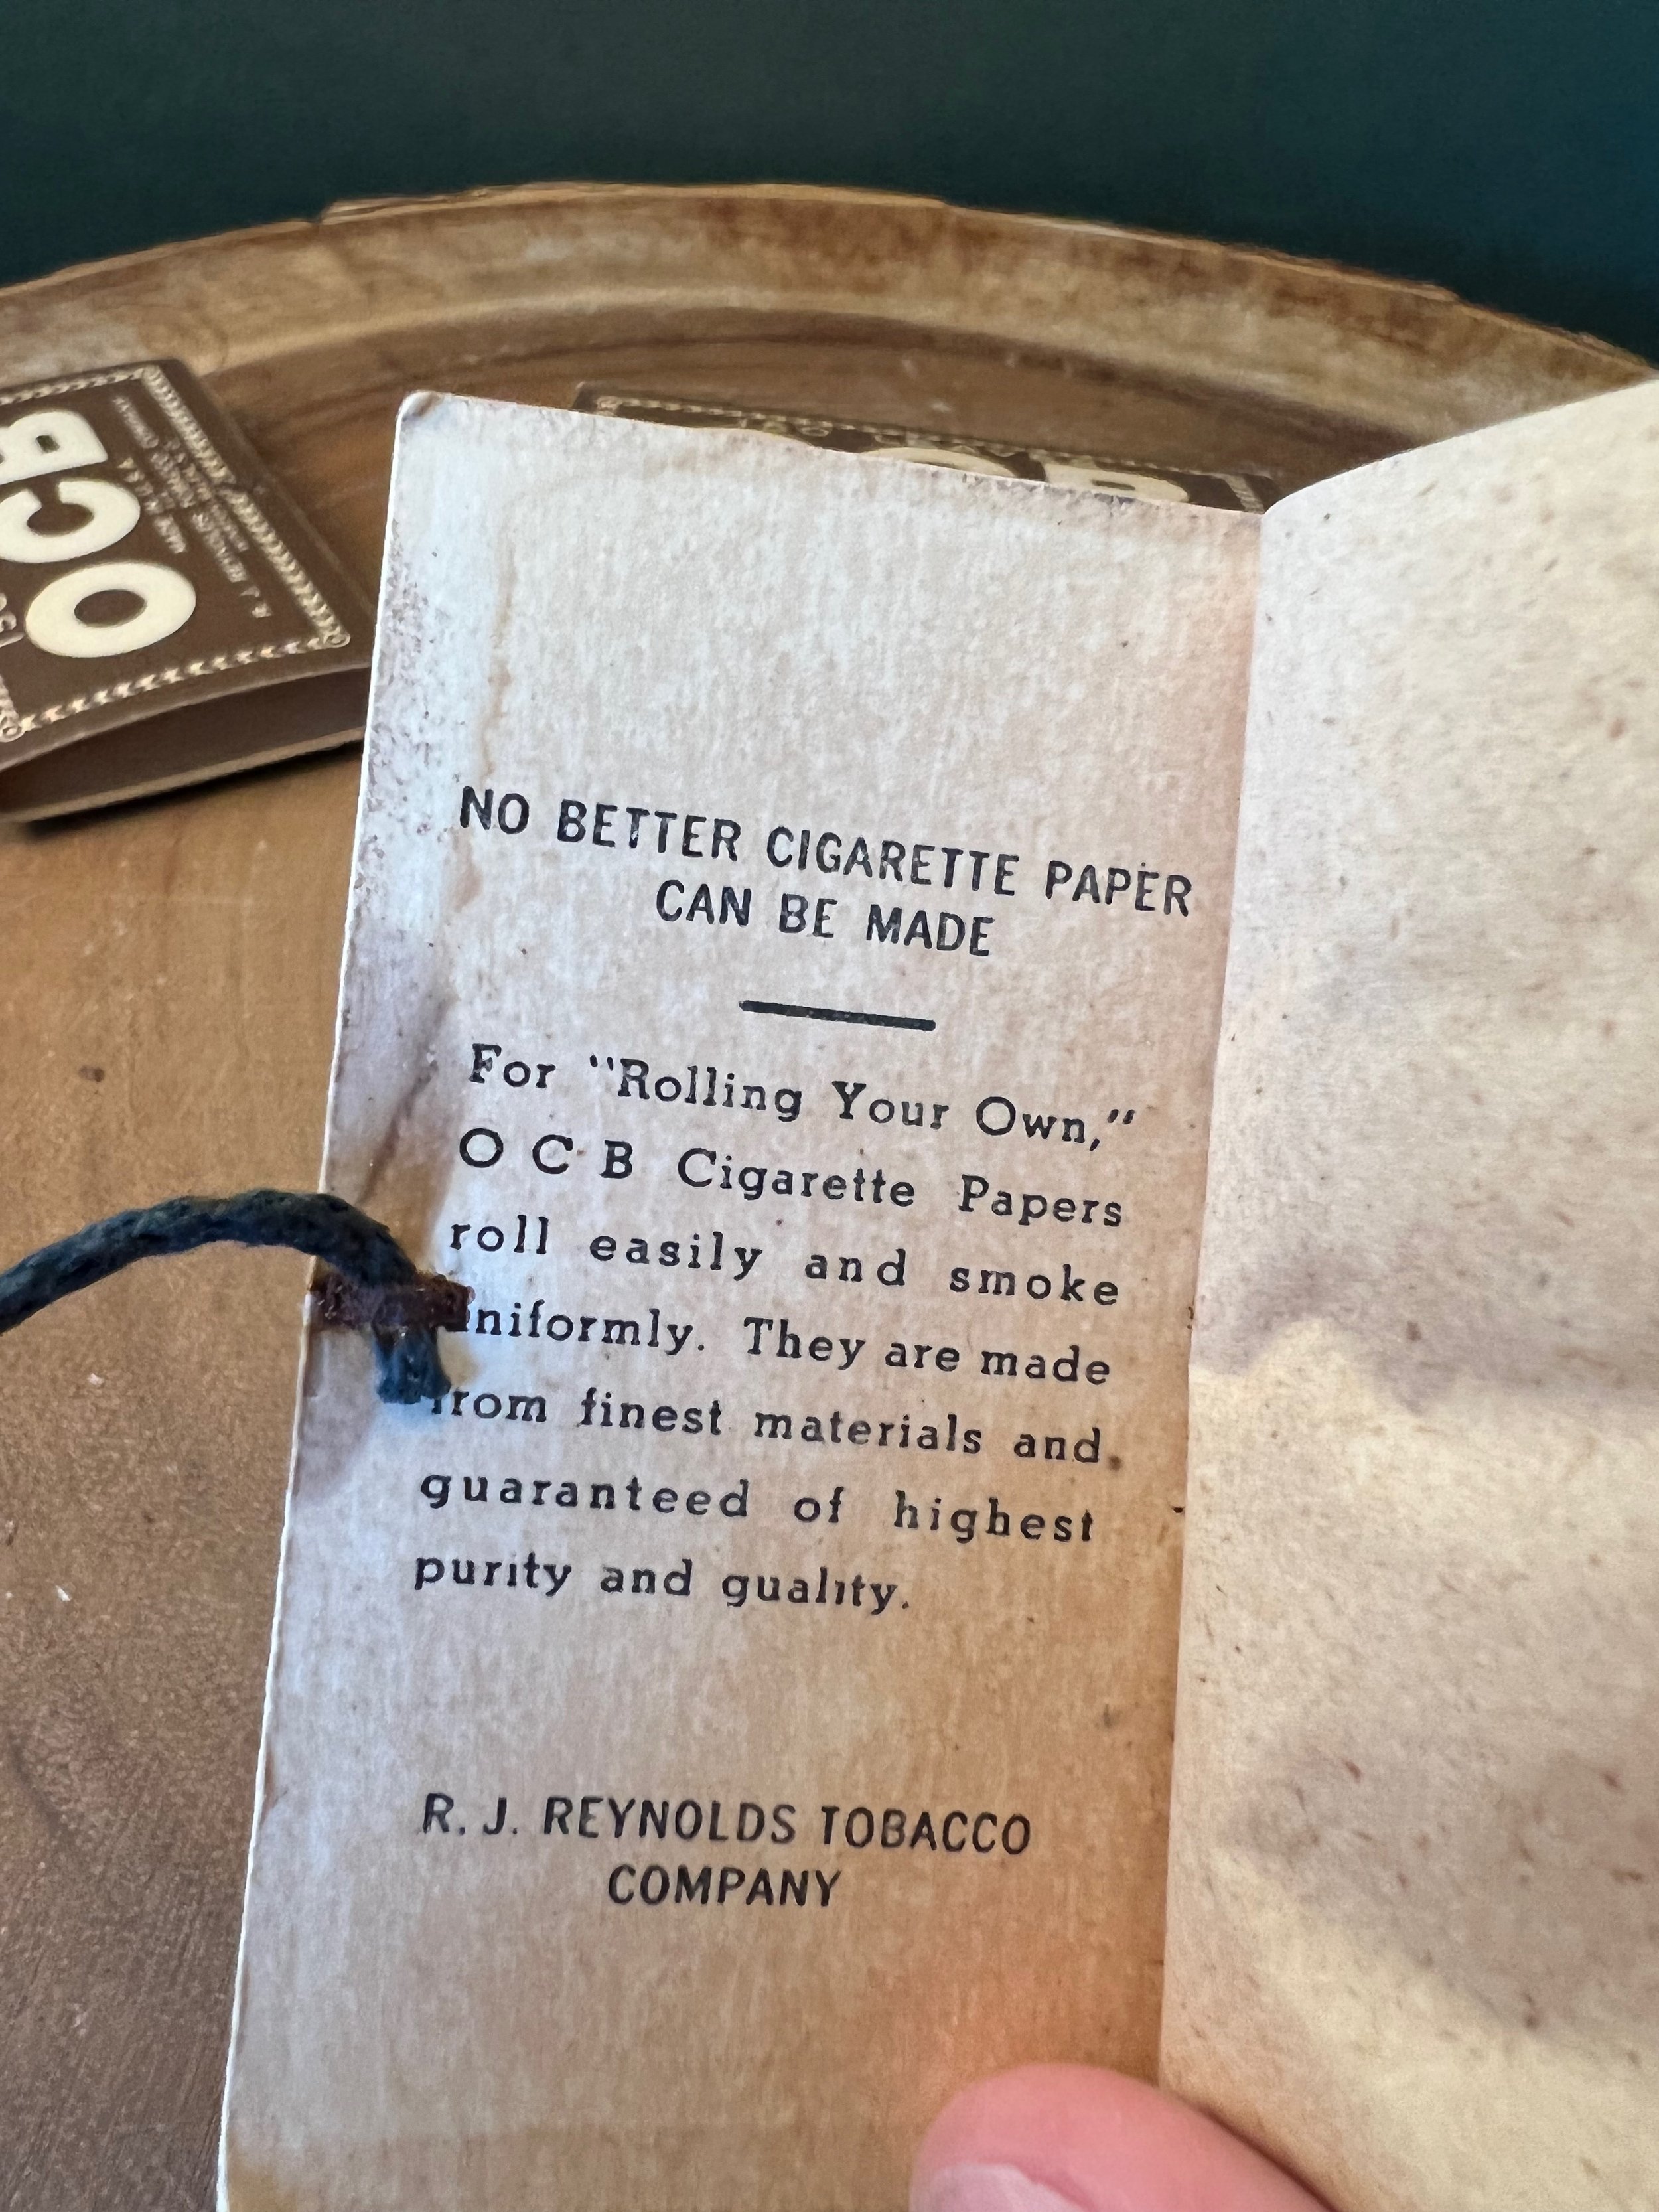 NO BETTER CIGARETTE PAPER
CAN BE MADE
For "Rolling Your Own,"
O C B Cigarette Papers
roll easily and smoke
uniformly. They are made
from finest materials and
guaranteed of highest
purity and guality.
R. J. REYNOLDS TOBACCO
COMPANY
OCB